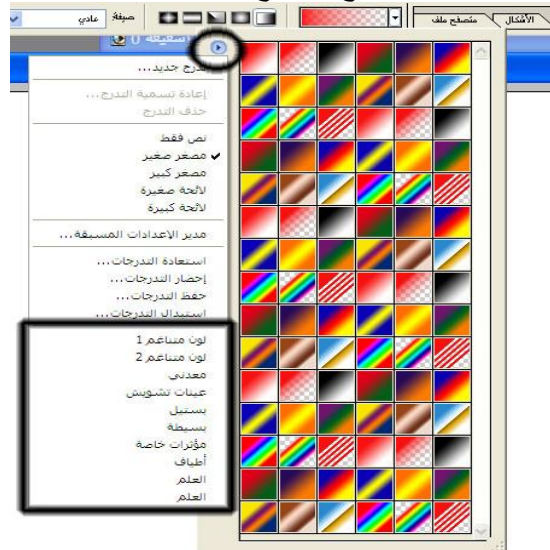 الأشكال متصفح ملف
صيغة: عادي
0
تدرج جديد...
إعادة تسمية التدرج...
حذف التدرج
نص فقط
مصغر صغير
مصغر كبير
لائحة صغيرة
لائحة كبيرة
مدير الإعدادات المسبقة...
استعادة التدرجات...
إحضار التدرجات...
حفظ التدرجات...
استبدال التدرجات...
لون متناغم 1
لون متناغم 2
معدني
عينات تشويش
بستيل
بسيطة
مؤثرات خاصة
أطياف
العلم
العلم